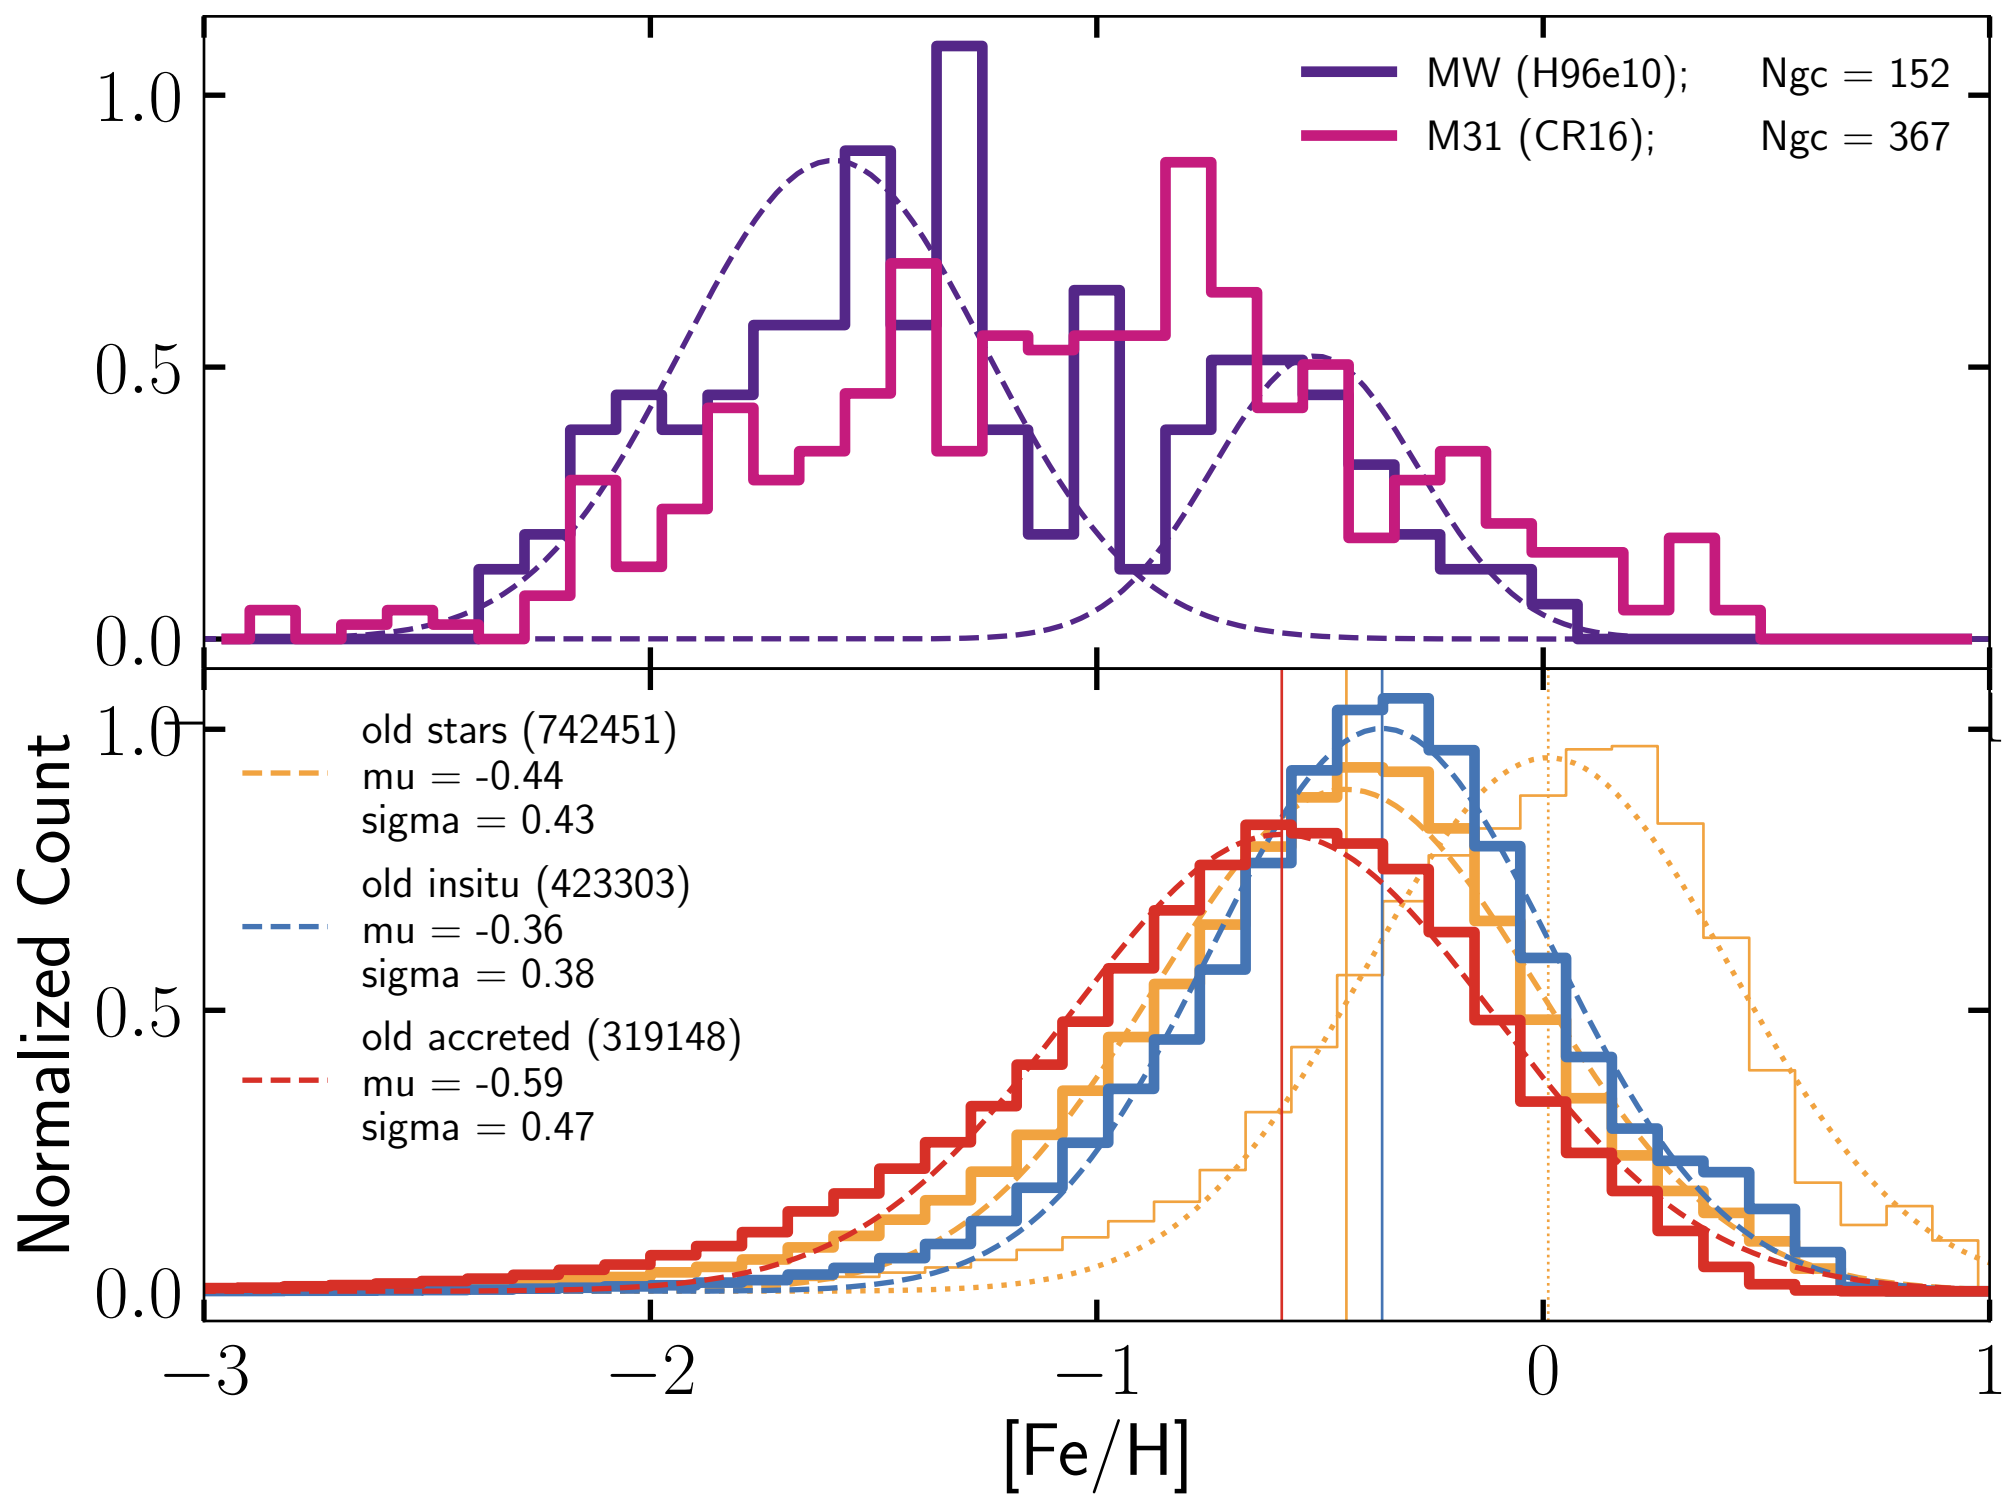 1.0
0.5
0.0
MW (H96e10); Ngc = 152
M31 (CR16); Ngc = 367
Normalized Count
1.0
0.5
0.0
old stars (742451)
mu = -0.44
sigma = 0.43
old insitu (423303)
mu = -0.36
sigma = 0.38
old accreted (319148)
mu = -0.59
sigma = 0.47
−3 −2 −1 0 1
[Fe/H]